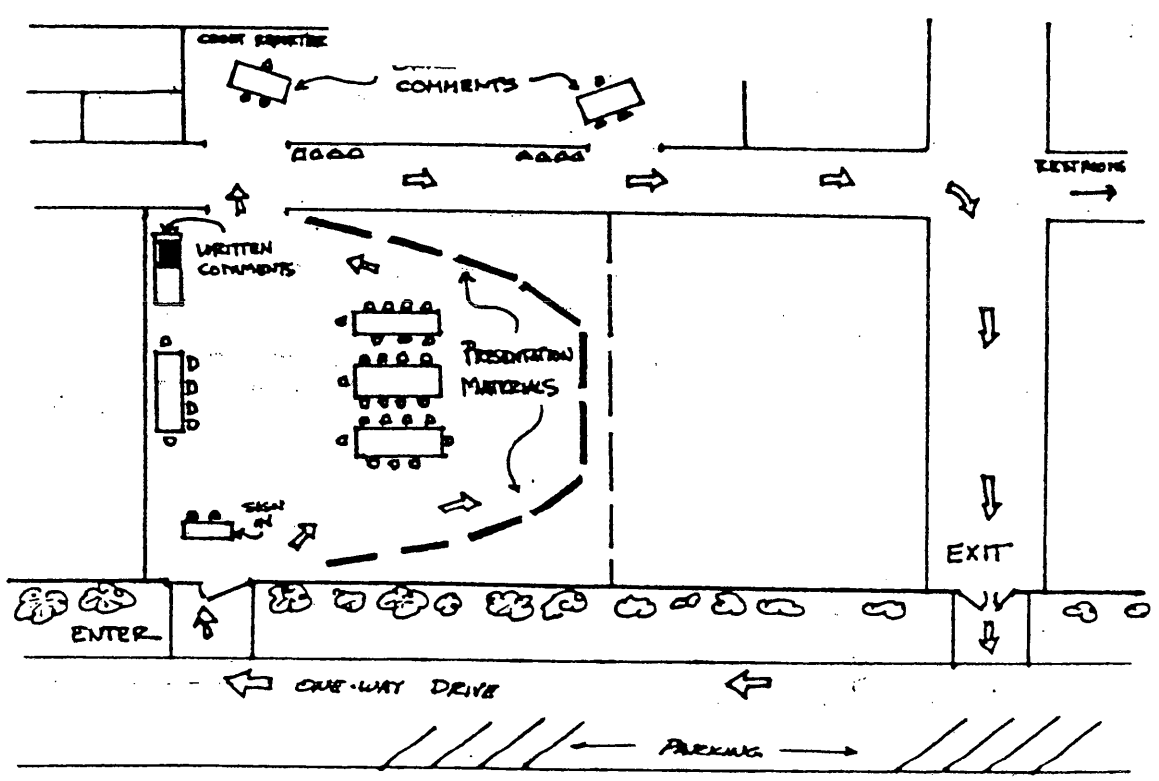 COURT REPORTER
COMMENTS
RESTROOMS
WRITTEN
COMMENTS
PRESENTATION
MATERIALS
SIGN
IN
EXIT
ENTER
ONE-WAY DRIVE
PARKING